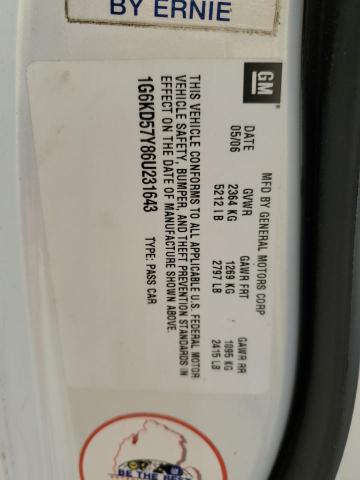 BY ERNIE
GM
MFD BY GENERAL MOTORS CORP
DATE GVWR GAWR FRT GAWR RR
05/06 2364 KG 1269 KG 1095 KG
5212 LB 2797 LB 2415 LB
THIS VEHICLE CONFORMS TO ALL APPLICABLE U.S. FEDERAL MOTOR
VEHICLE SAFETY, BUMPER, AND THEFT PREVENTION STANDARDS IN
EFFECT ON THE DATE OF MANUFACTURE SHOWN ABOVE.
1G6KD57Y86U231643 TYPE: PASS CAR
BE THE BEST